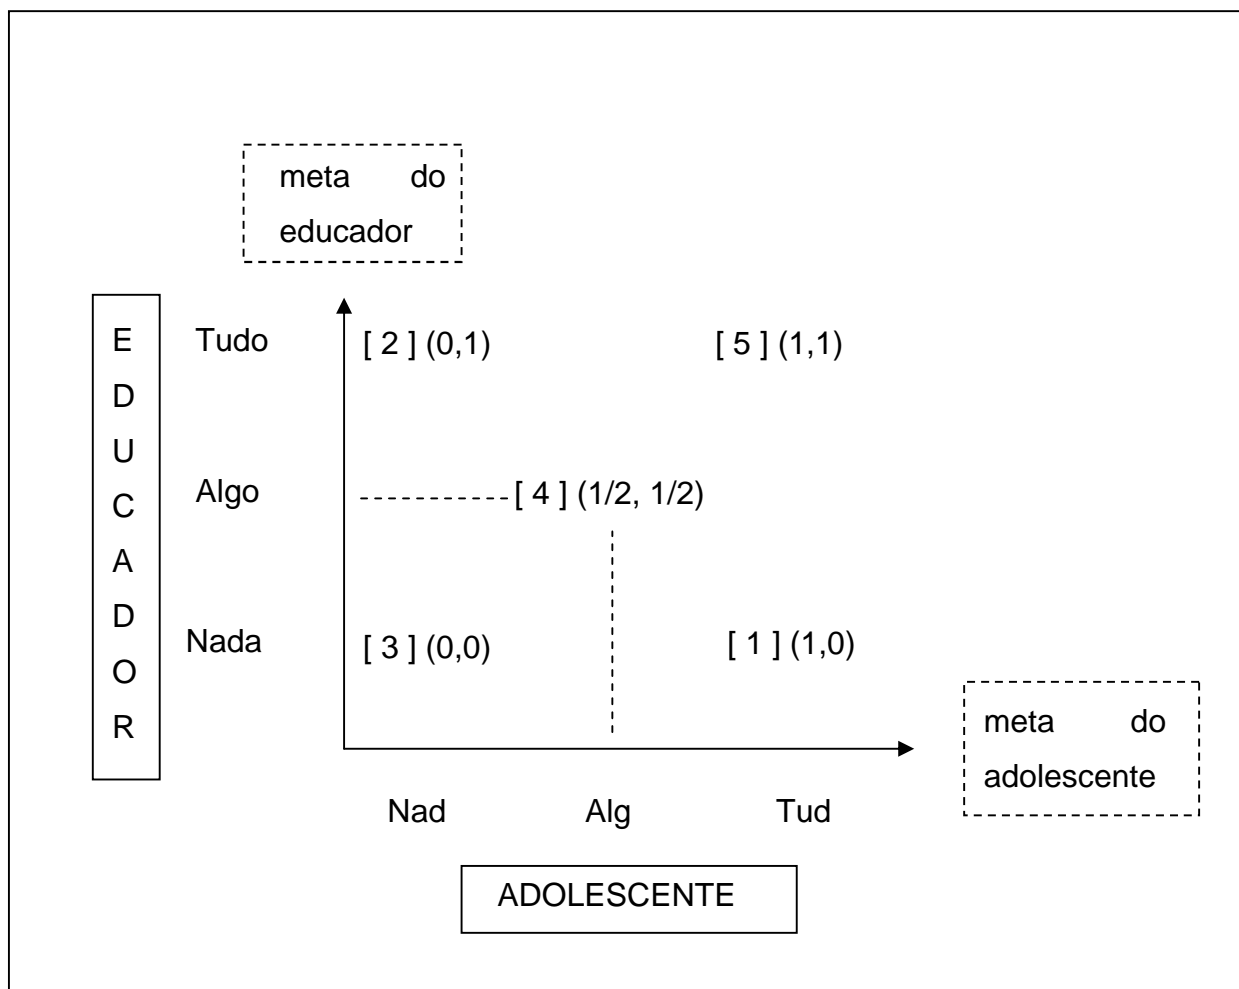 meta do
educador
E
D
U
C
A
D
O
R
Tudo
[ 2 ] (0,1)
[ 5 ] (1,1)
Algo
[ 4 ] (1/2, 1/2)
Nada
[ 3 ] (0,0)
[ 1 ] (1,0)
meta do
adolescente
Nad
Alg
Tud
ADOLESCENTE